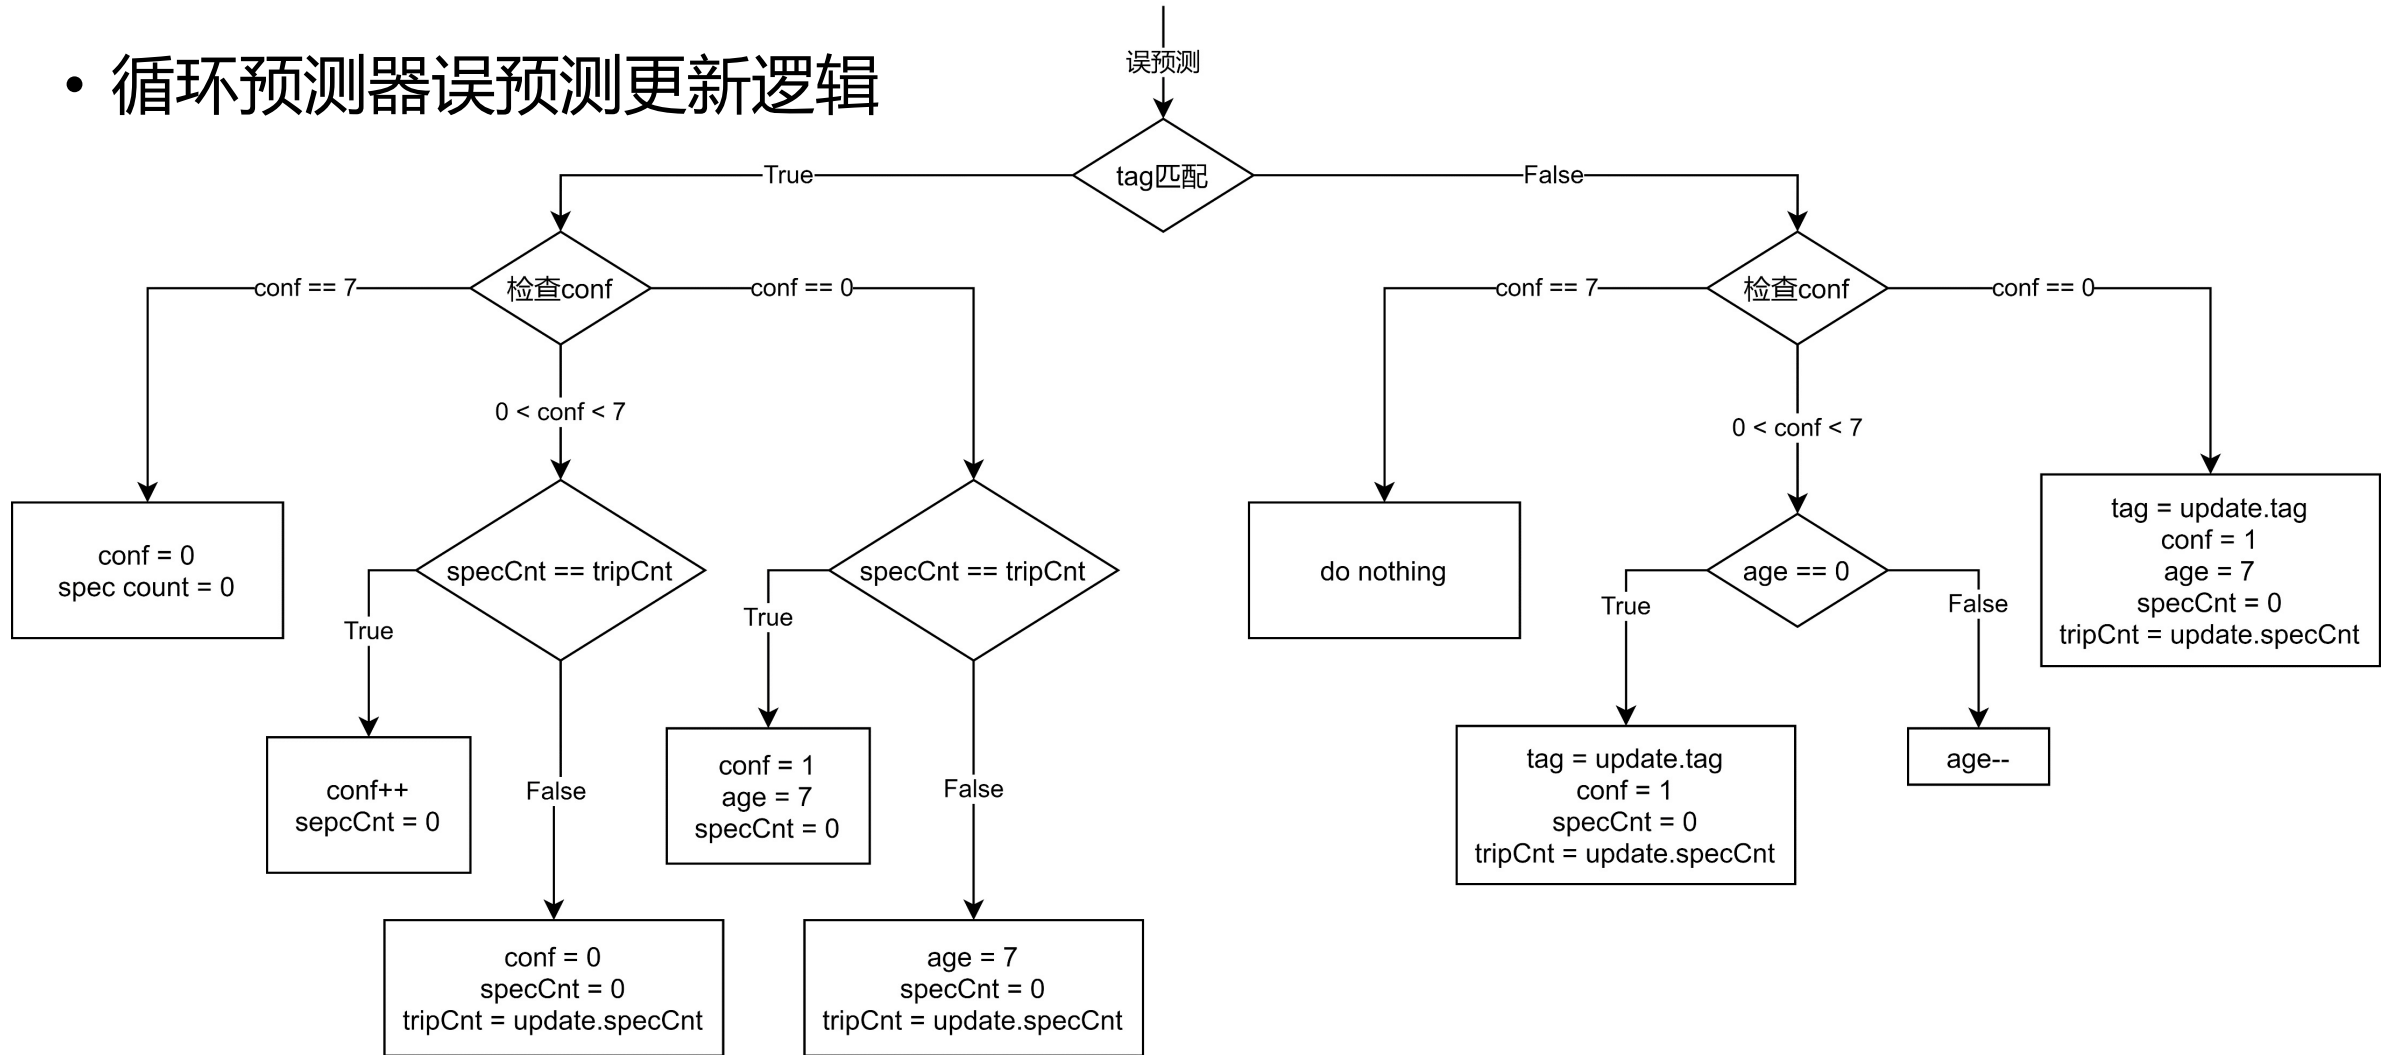 • 循环预测器误预测更新逻辑
误预测
tag匹配
True
False
检查conf
conf == 7
conf == 0
0 < conf < 7
检查conf
conf == 7
conf == 0
0 < conf < 7
conf = 0
spec count = 0
specCnt == tripCnt
True
False
specCnt == tripCnt
True
False
conf++
sepcCnt = 0
conf = 0
specCnt = 0
tripCnt = update.specCnt
conf = 1
age = 7
specCnt = 0
age = 7
specCnt = 0
tripCnt = update.specCnt
do nothing
age == 0
True
False
tag = update.tag
conf = 1
specCnt = 0
tripCnt = update.specCnt
age--
tag = update.tag
conf = 1
age = 7
specCnt = 0
tripCnt = update.specCnt